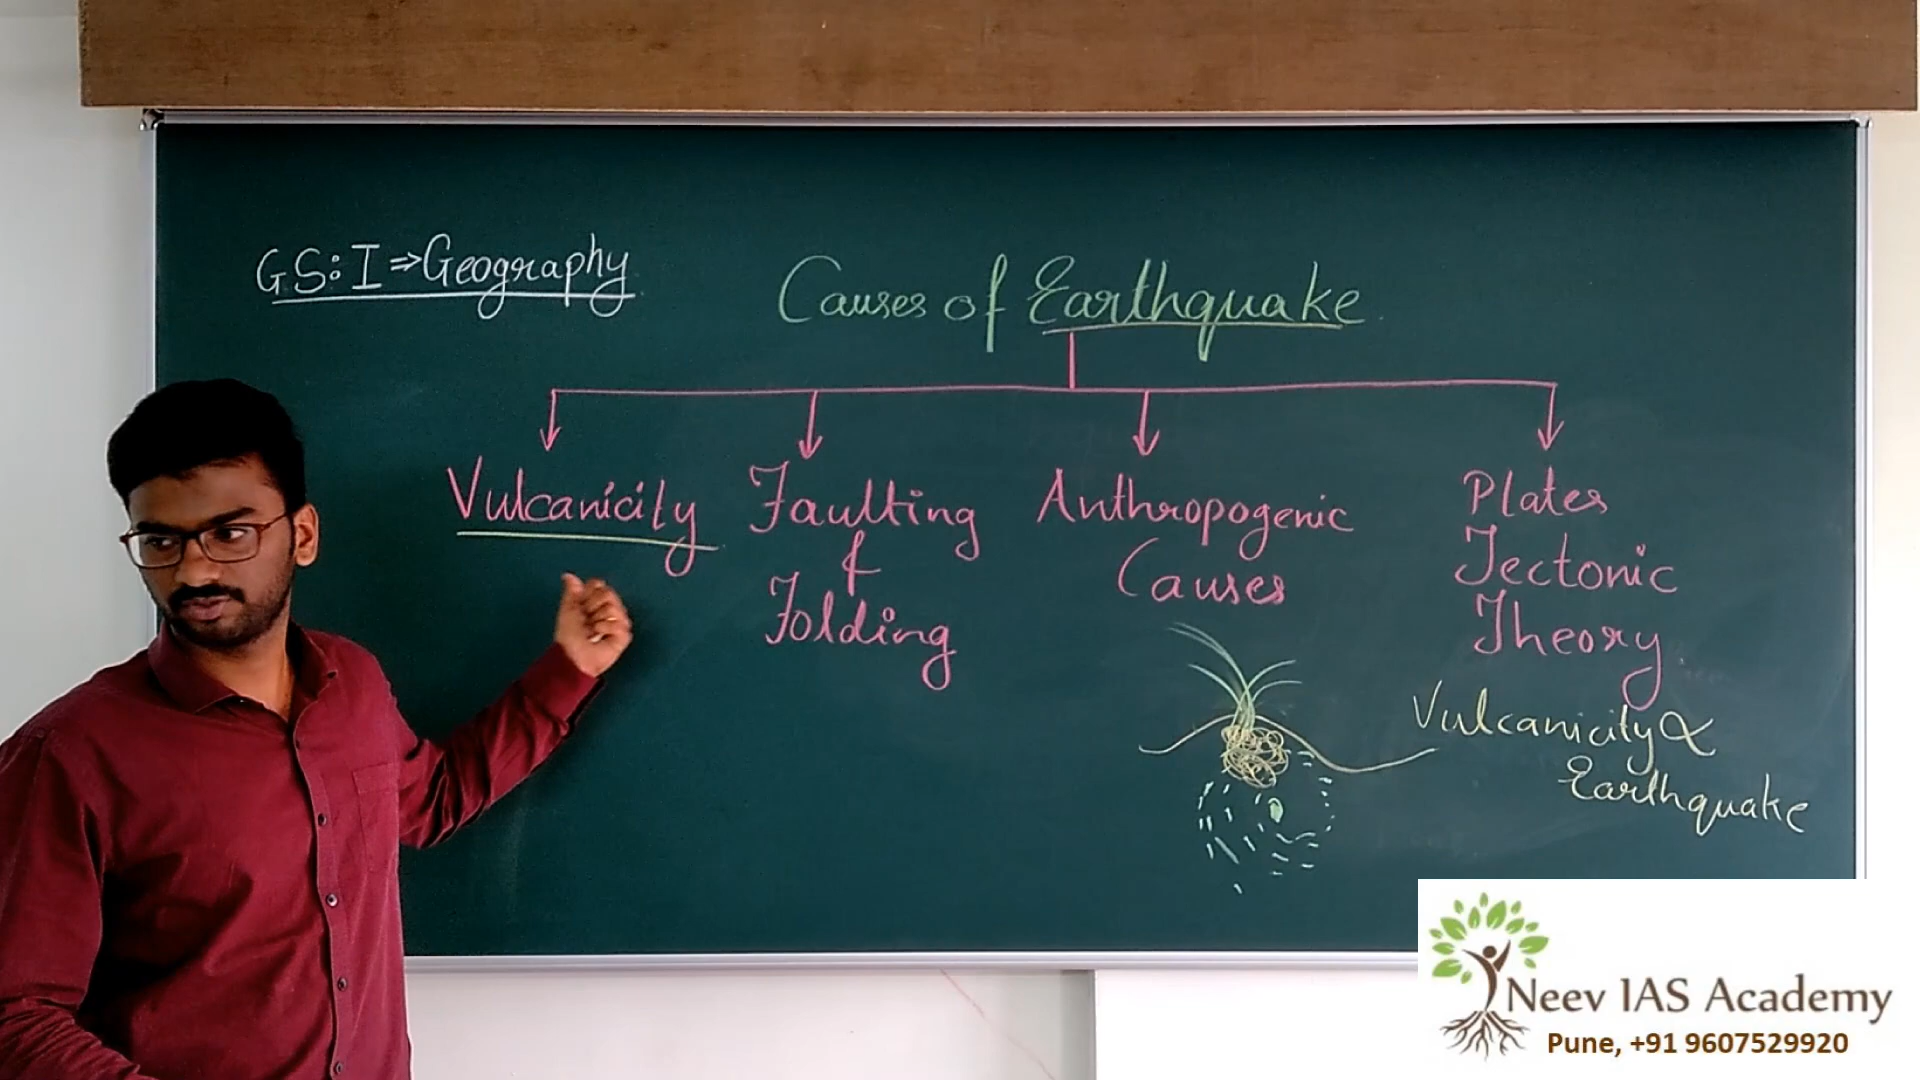 GS:I⇒Geography
Causes of Earthquake
Vulcanicity
Faulting
&
Folding
Anthropogenic
Causes
Plates
Tectonic
Theory
Vulcanicity ∝
Earthquake
Neev IAS Academy
Pune, +91 9607529920